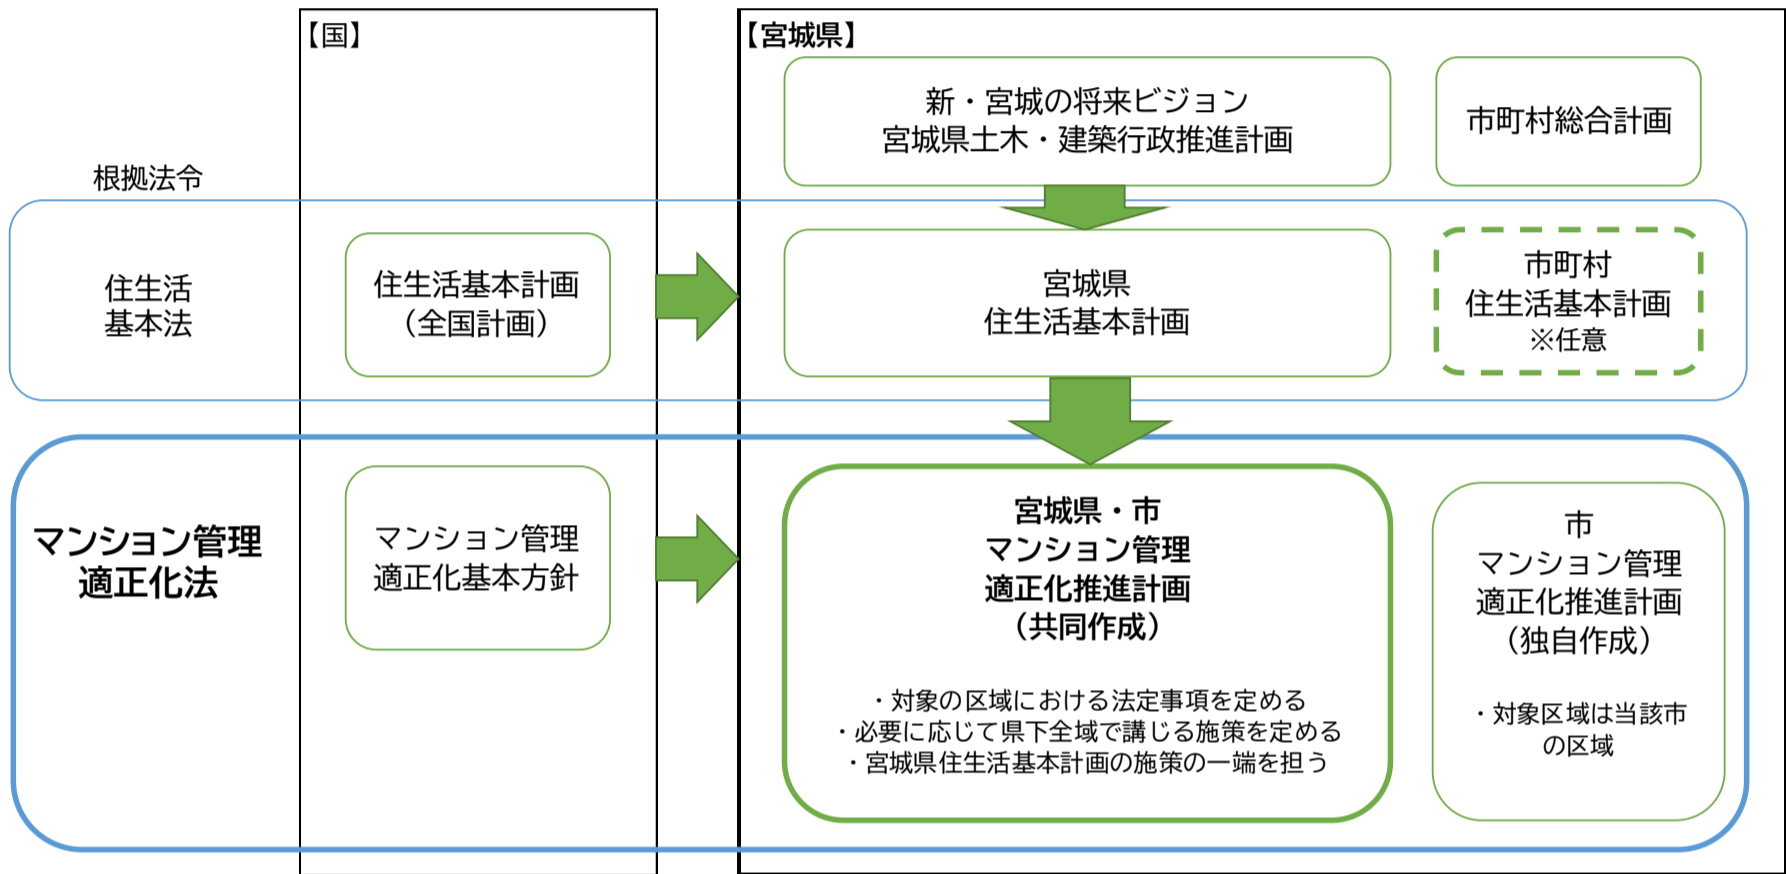 【国】
【宮城県】
新・宮城の将来ビジョン
宮城県土木・建築行政推進計画
市町村総合計画
根拠法令
住生活
基本法
住生活基本計画
（全国計画）
宮城県
住生活基本計画
市町村
住生活基本計画
※任意
マンション管理
適正化法
マンション管理
適正化基本方針
宮城県・市
マンション管理
適正化推進計画
（共同作成）
・対象の区域における法定事項を定める
・必要に応じて県下全域で講じる施策を定める
・宮城県住生活基本計画の施策の一端を担う
市
マンション管理
適正化推進計画
（独自作成）
・対象区域は当該市
の区域